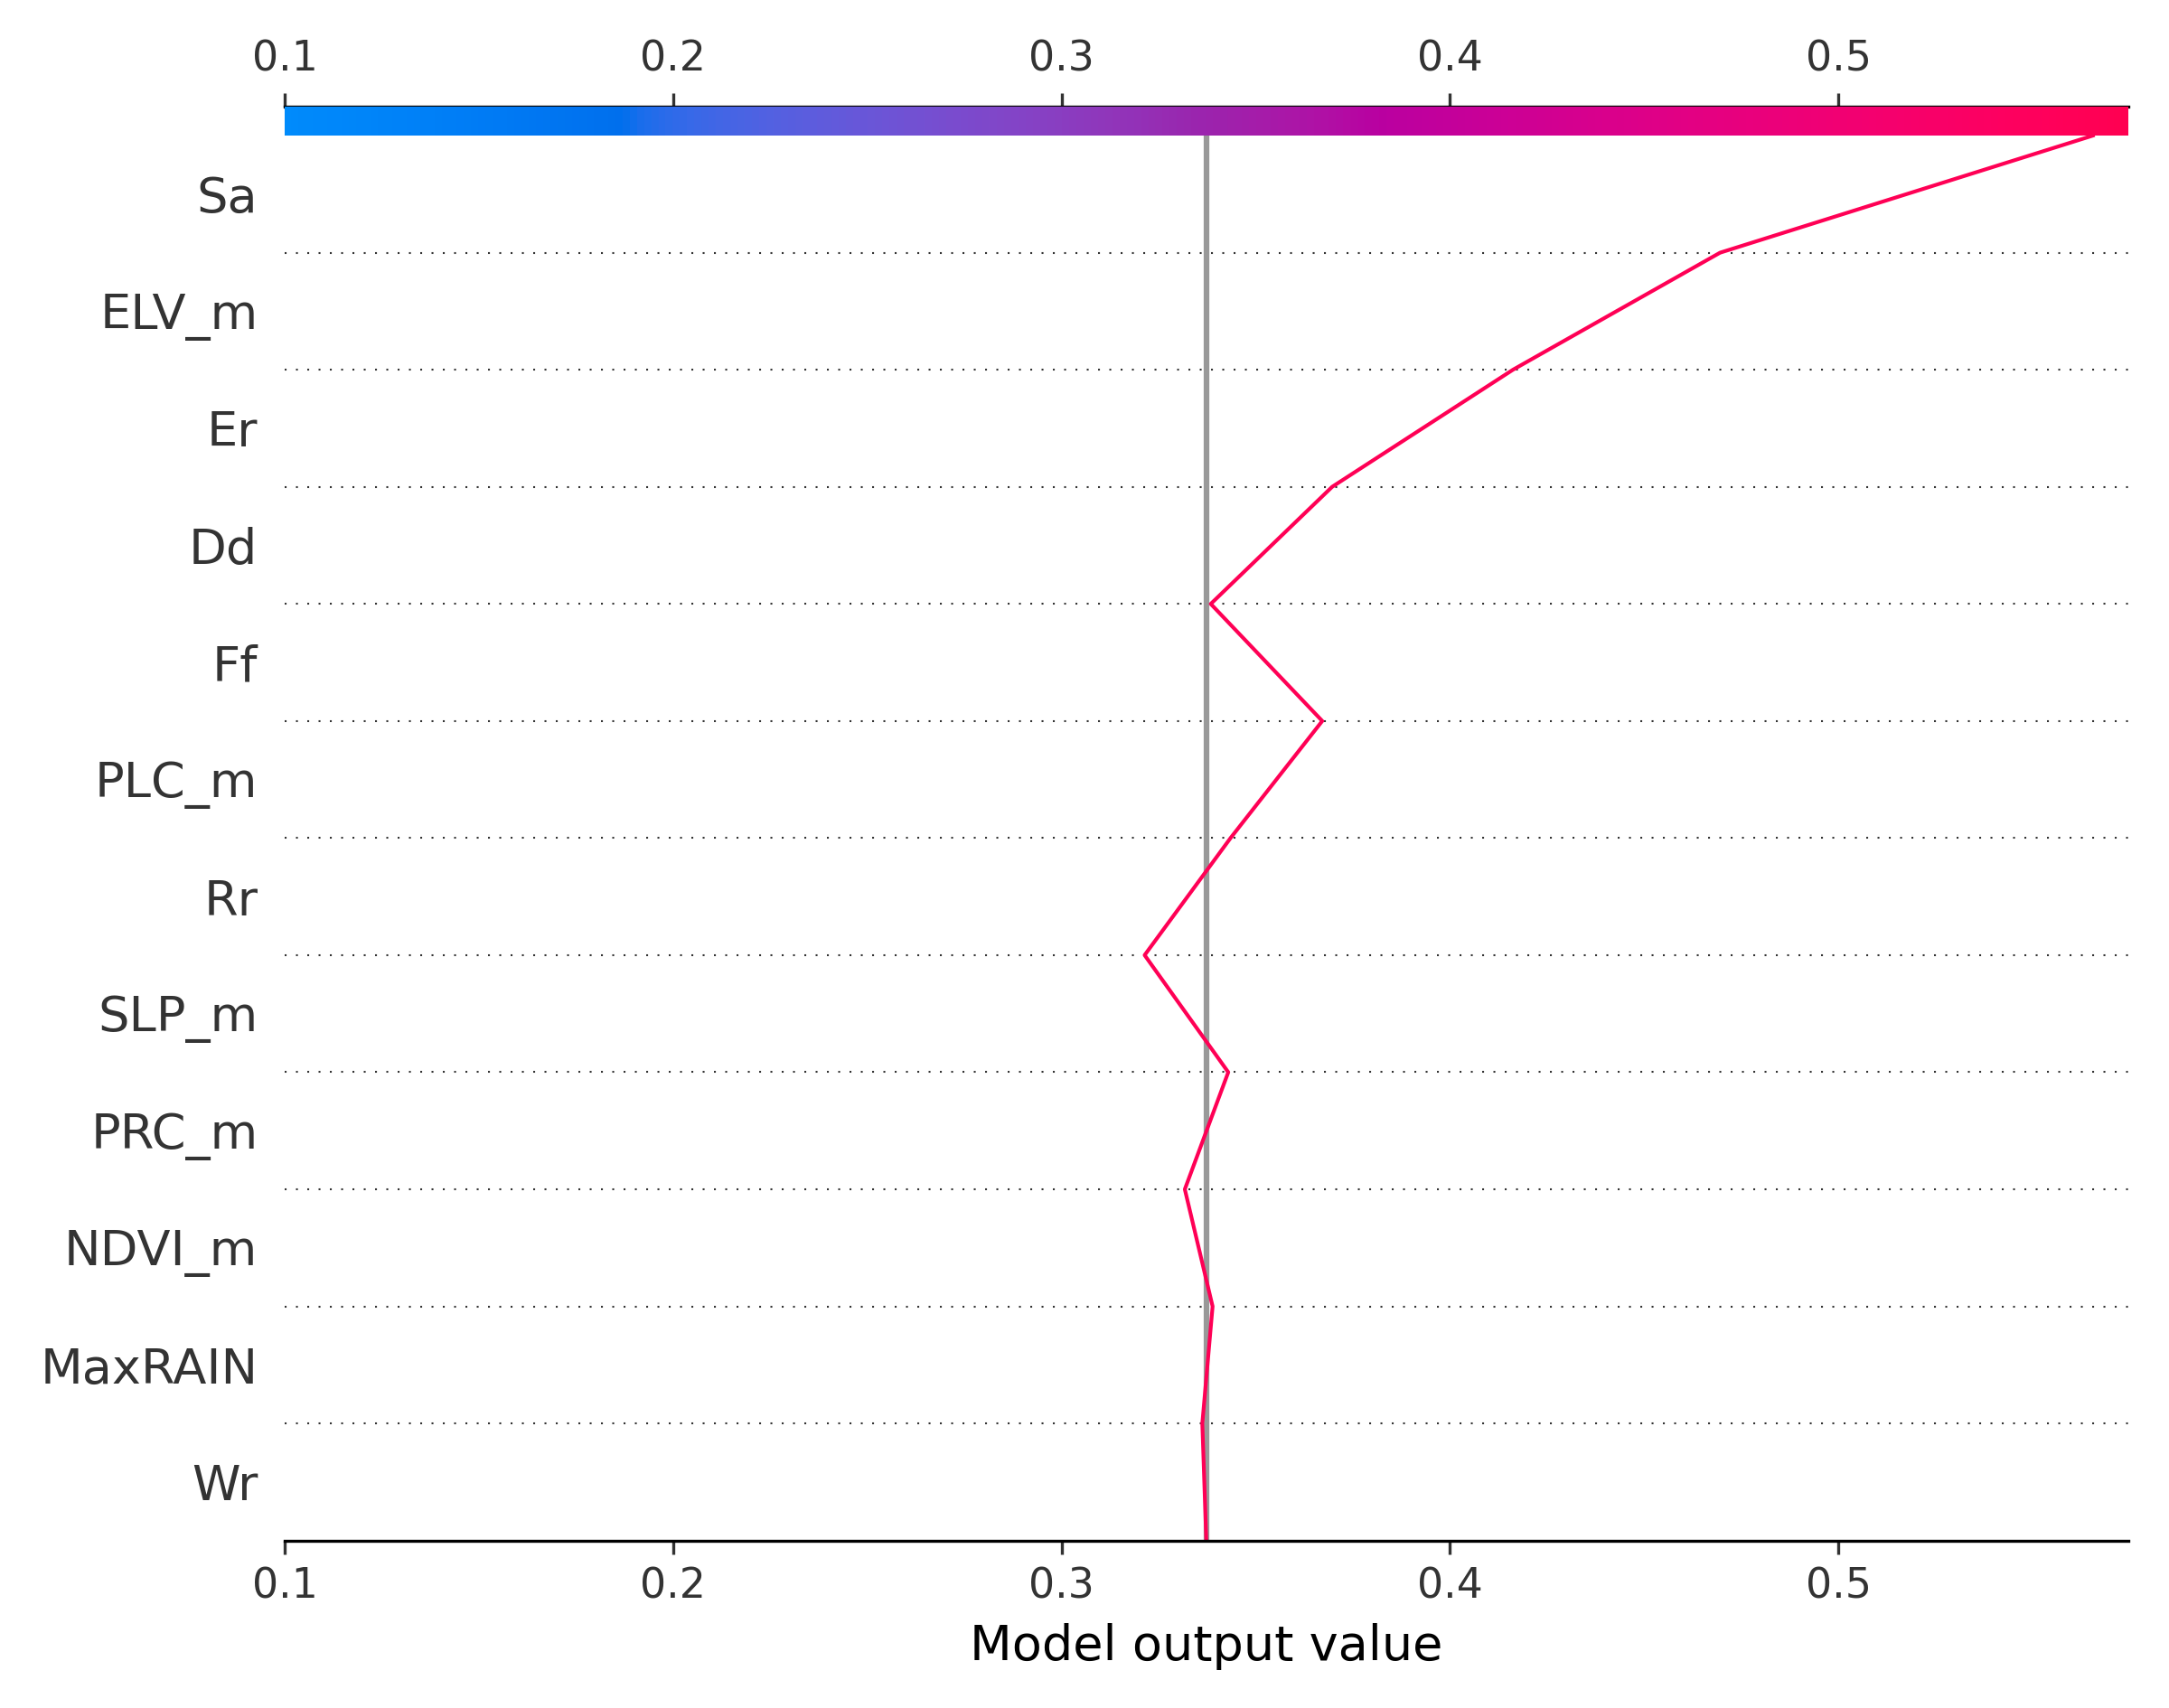 0.1 0.2 0.3 0.4 0.5
Sa
ELV_m
Er
Dd
Ff
PLC_m
Rr
SLP_m
PRC_m
NDVI_m
MaxRAIN
Wr
0.1 0.2 0.3 0.4 0.5
Model output value